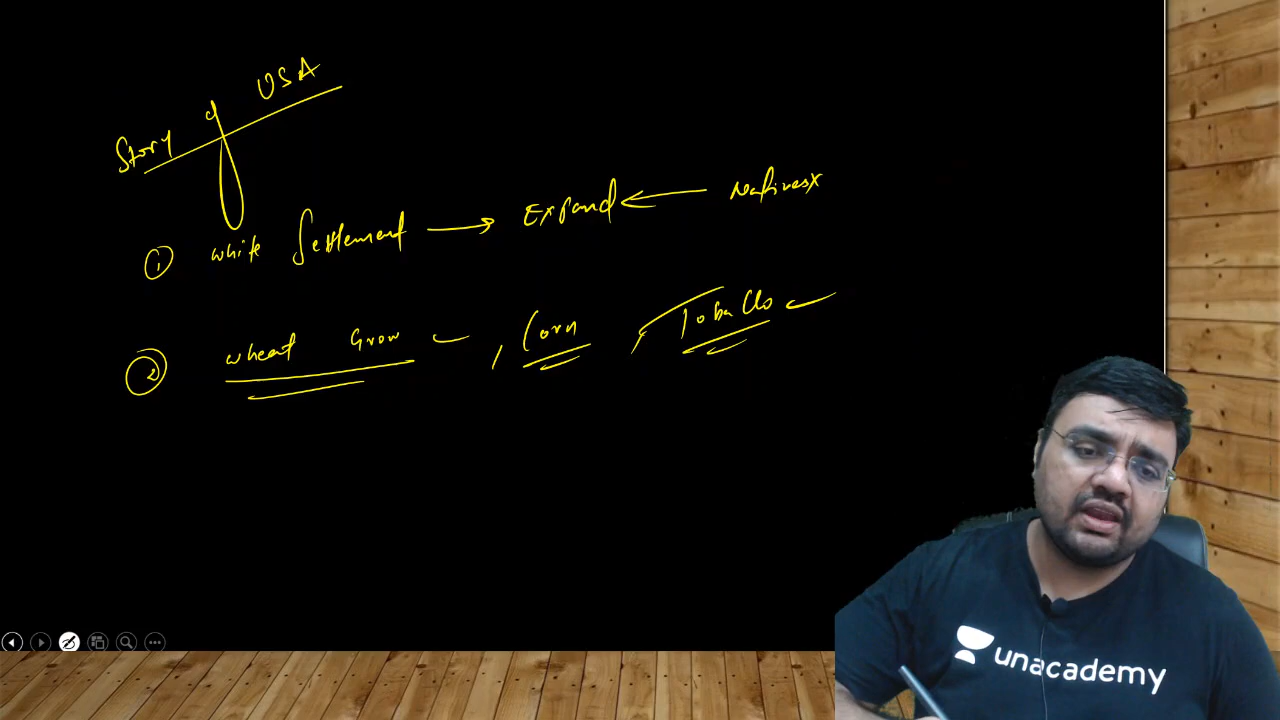 Story of USA
① White Settlement → Expand ← Natives x
② Wheat Grow , Corn , Tobacco
unacademy